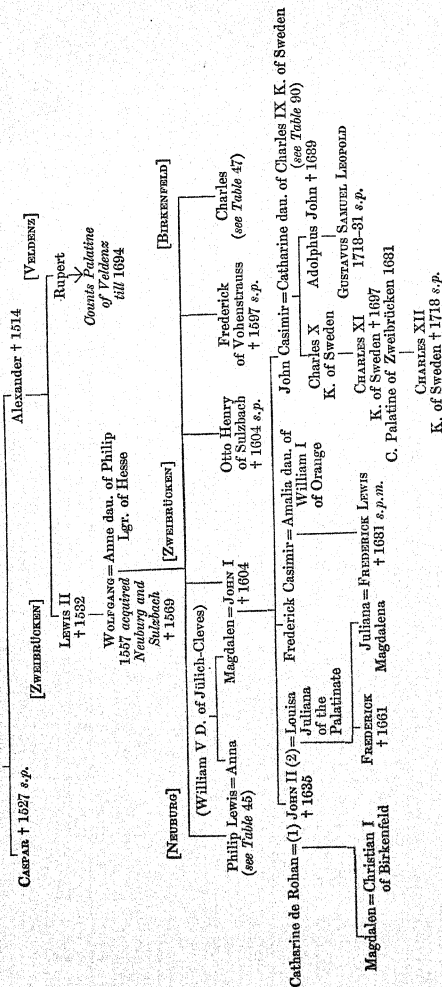 CASPAR † 1527 s.p.
Alexander † 1514
[ZWEIBRÜCKEN]
[VELDENZ]
LEWIS II
† 1532
Rupert
Counts Palatine
of Veldenz
till 1694
WOLFGANG = Anne dau. of Philip
1557 acquired Lgr. of Hesse
Neuburg and
Sulzbach
† 1569
[NEUBURG]
[ZWEIBRÜCKEN]
[BIRKENFELD]
(William V D. of Jülich-Cleves)
Philip Lewis = Anna
(see Table 45)
Magdalen = JOHN I
† 1604
Otto Henry
of Sulzbach
† 1604 s.p.
Frederick
of Vohenstrauss
† 1597 s.p.
Charles
(see Table 47)
Catharine de Rohan = (1) JOHN II (2) = Louisa
† 1635
Juliana
of the
Palatinate
Frederick Casimir = Amalia dau. of
William I
of Orange
John Casimir = Catharine dau. of Charles IX K. of Sweden
(see Table 90)
Magdalen = Christian I
of Birkenfeld
FREDERICK
† 1661
Juliana = FREDERICK LEWIS
Magdalena † 1681 s.p.m.
Charles X
K. of Sweden
Adolphus John † 1689
CHARLES XI
K. of Sweden † 1697
C. Palatine of Zweibrücken 1681
GUSTAVUS SAMUEL LEOPOLD
1718-31 s.p.
CHARLES XII
K. of Sweden † 1718 s.p.